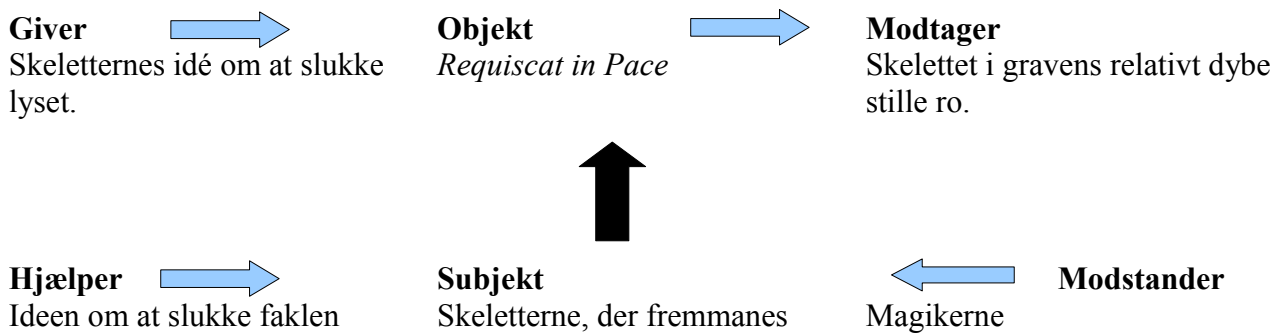 Giver Objekt Modtager
Skeletternes idé om at slukke Requiscat in Pace Skelettet i gravens relativt dybe
lyset. stille ro.
Hjælper Subjekt Modstander
Ideen om at slukke faklen Skeletterne, der fremmanes Magikerne